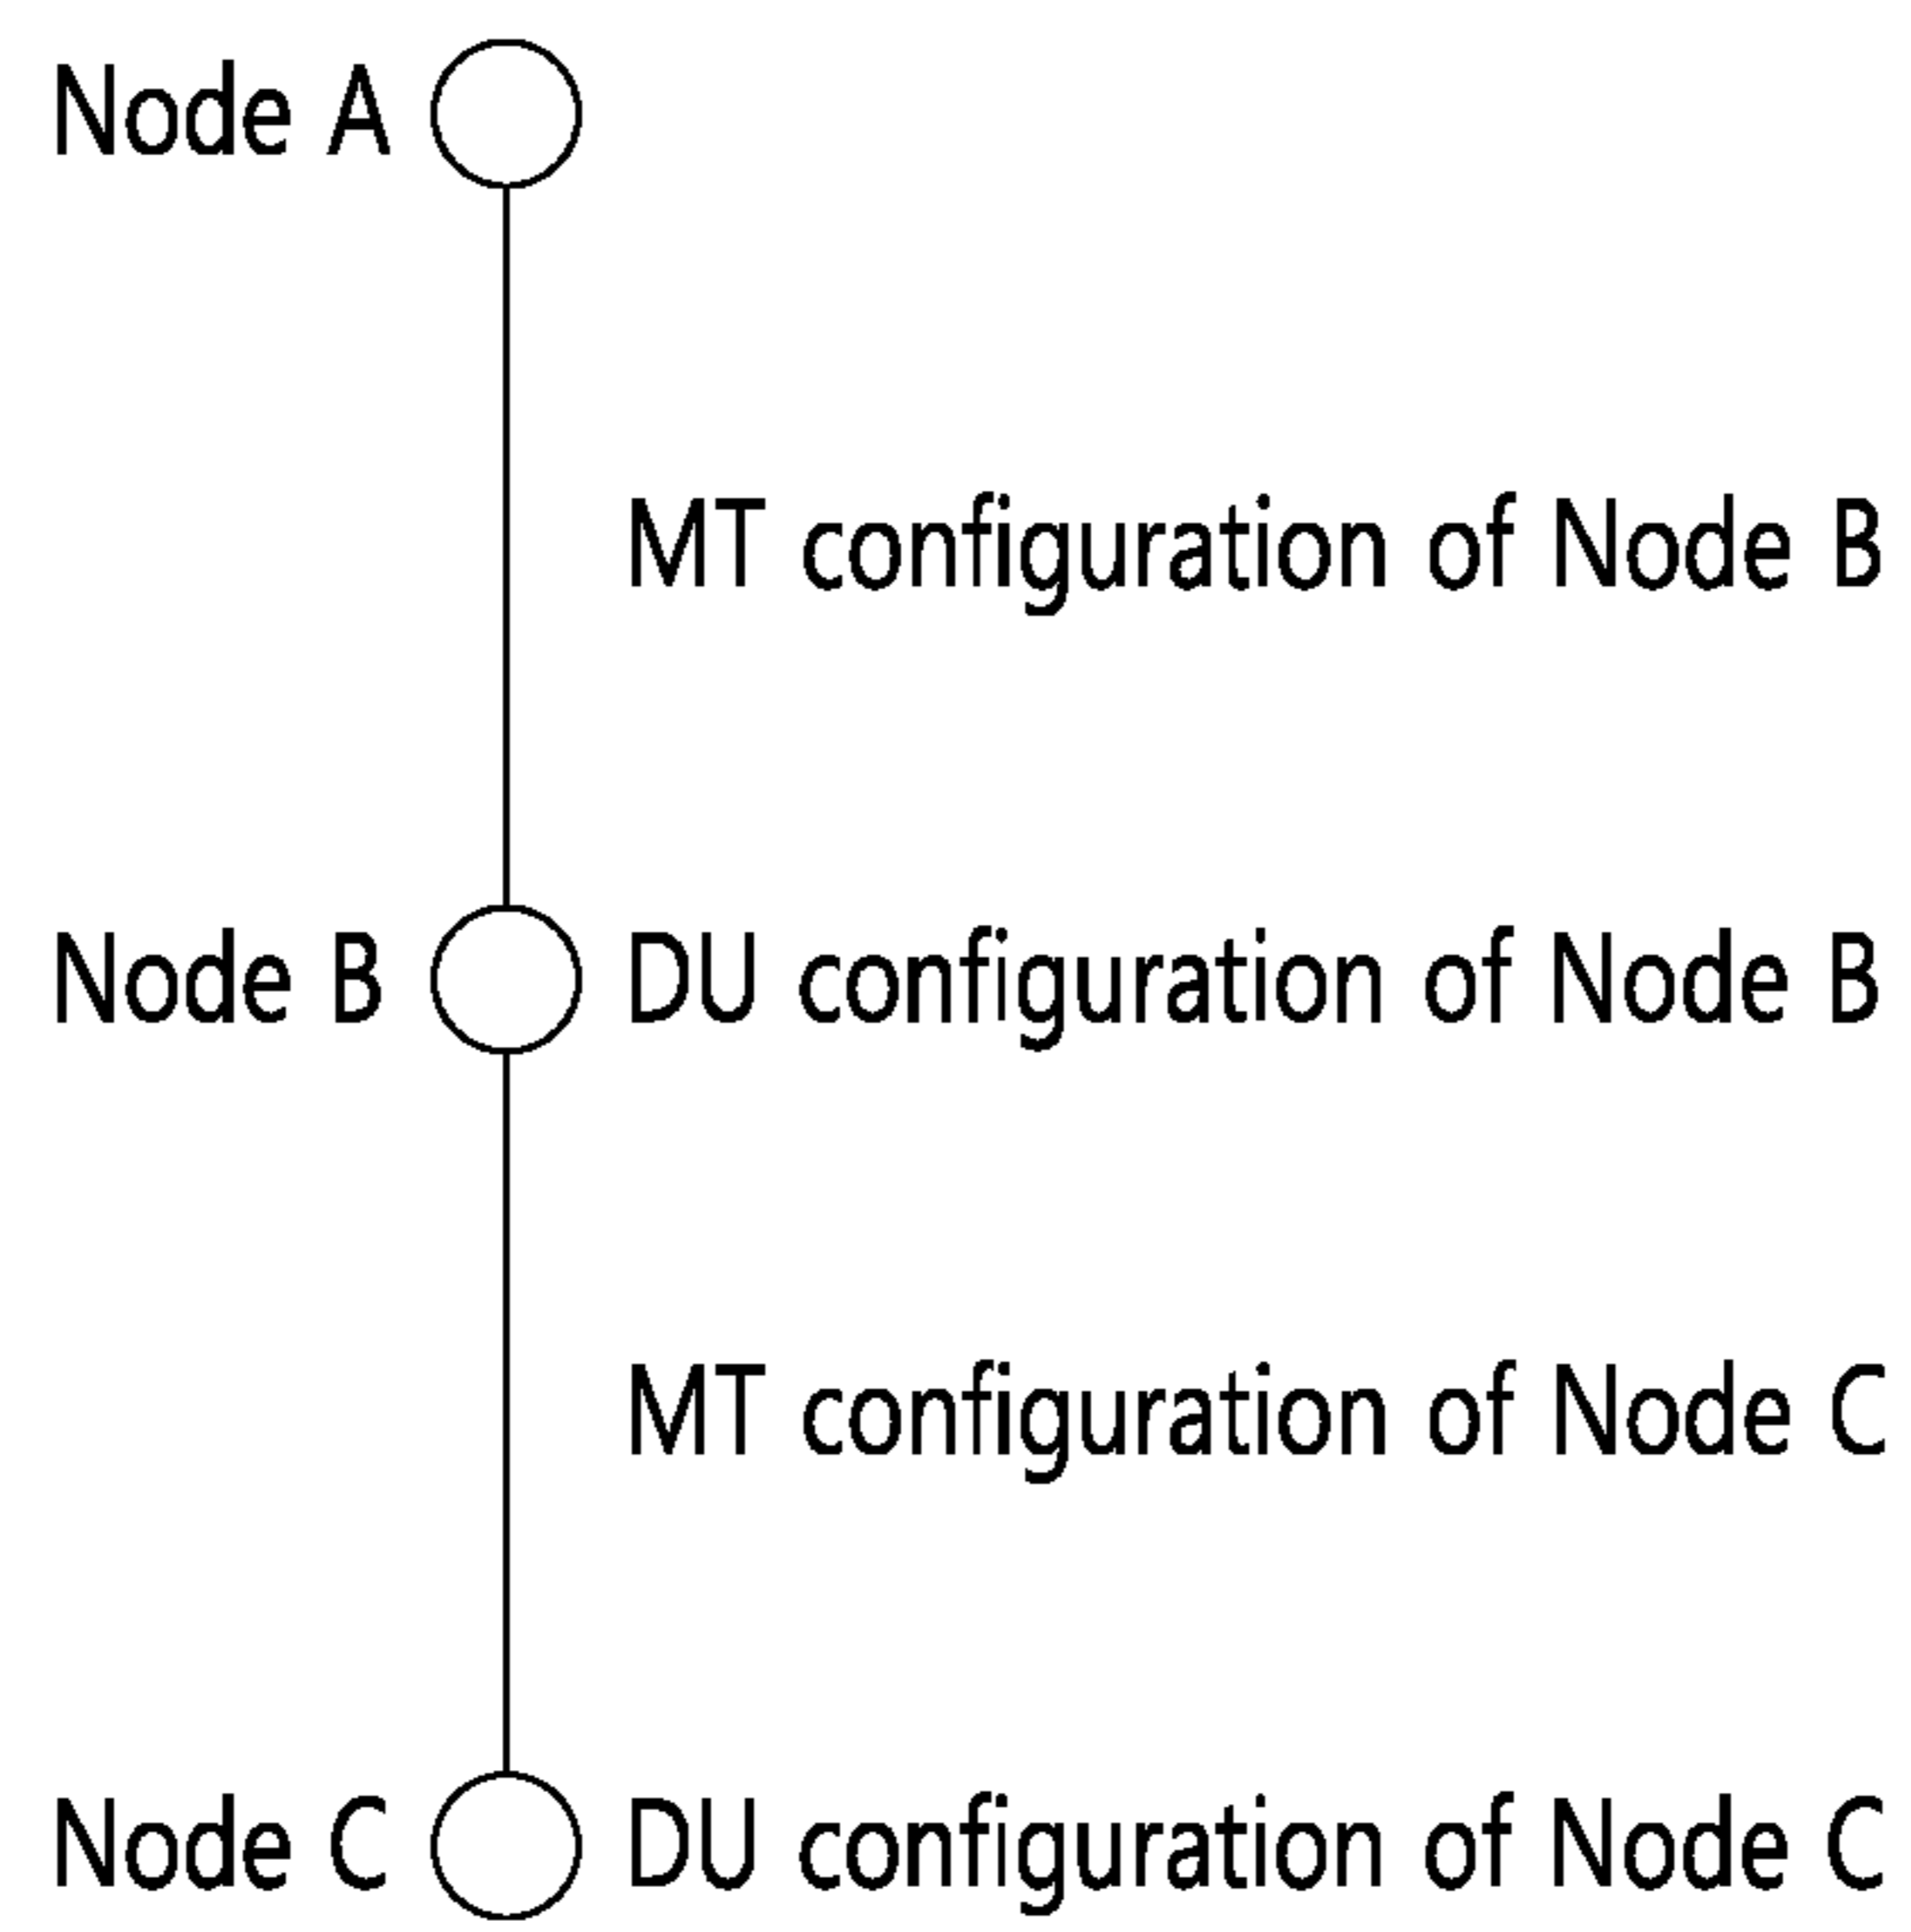 Node A
MT configuration of Node B
Node B DU configuration of Node B
MT configuration of Node C
Node C DU configuration of Node C